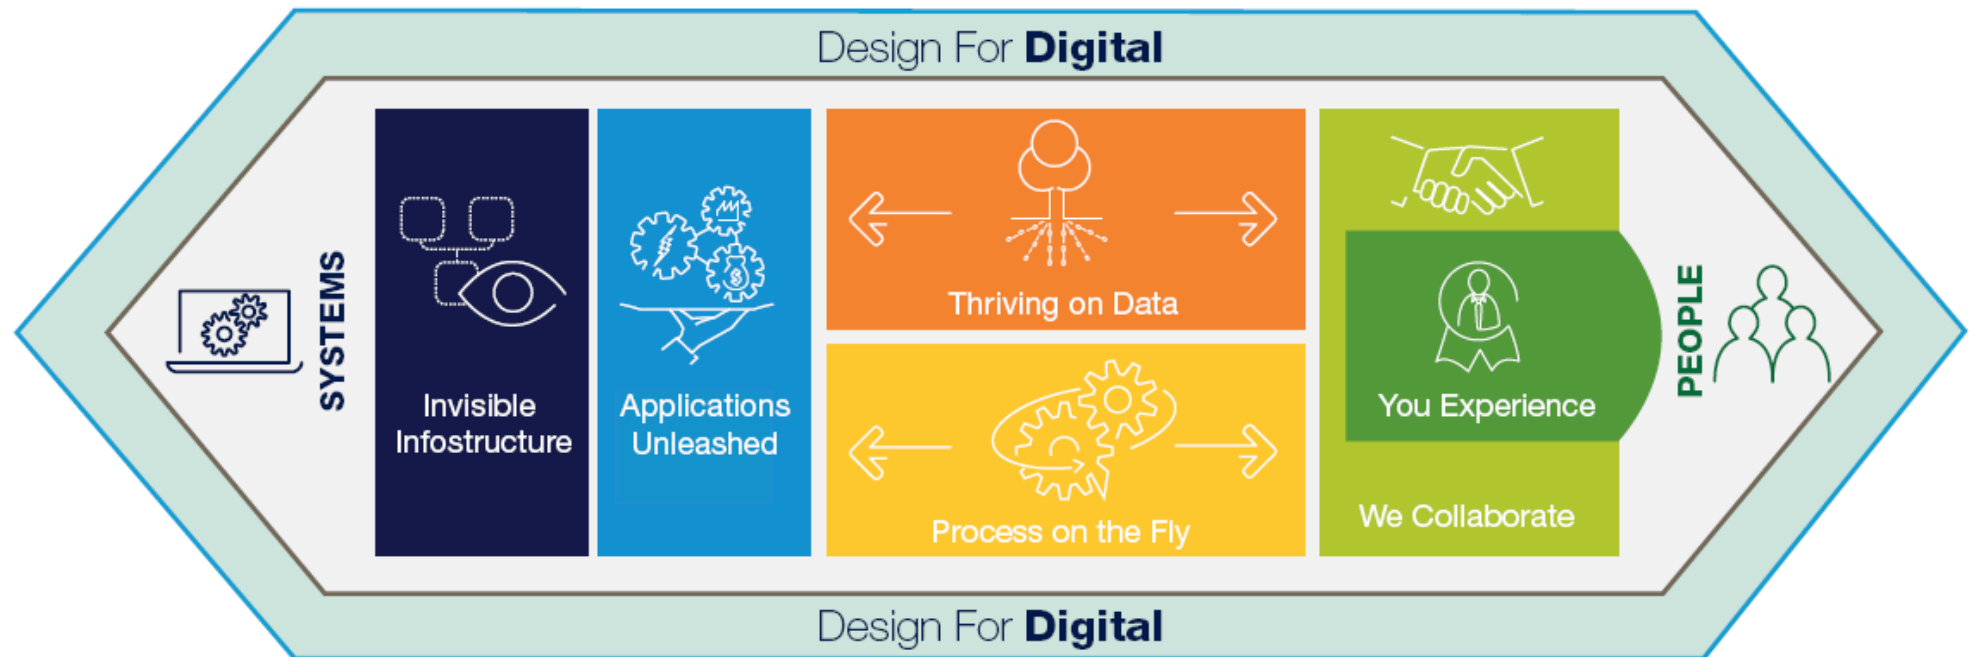 Design For Digital
SYSTEMS
Invisible
Infostructure
Applications
Unleashed
Thriving on Data
Process on the Fly
You Experience
We Collaborate
PEOPLE
Design For Digital